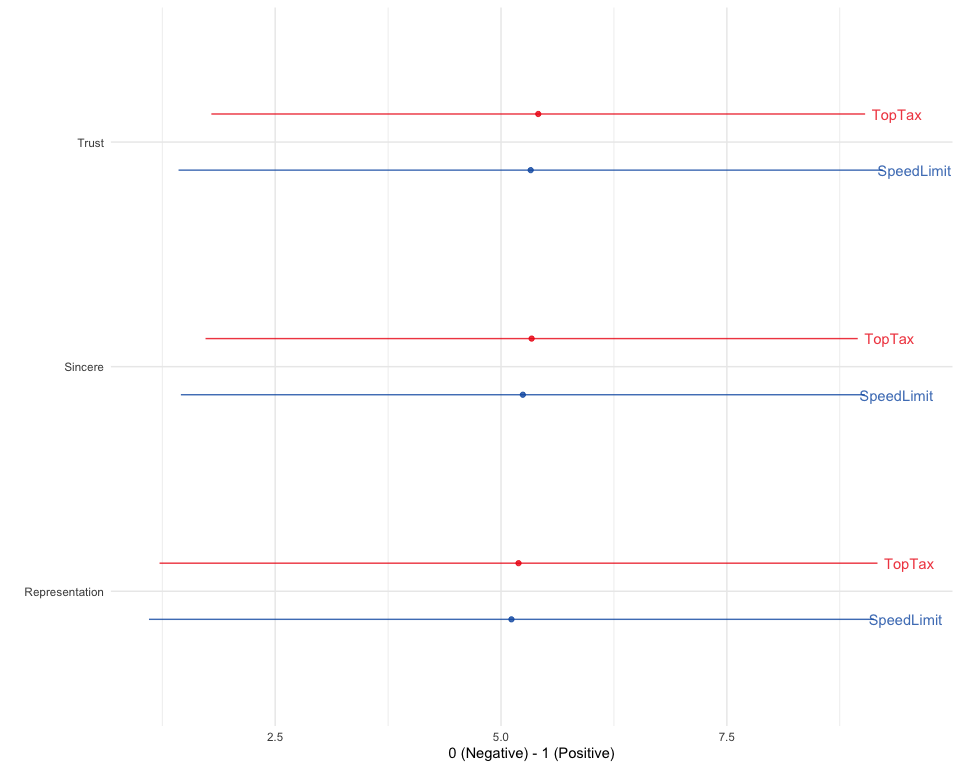 TopTax
Trust
SpeedLimit
TopTax
Sincere
SpeedLimit
TopTax
Representation
SpeedLimit
2.5 5.0 7.5
0 (Negative) - 1 (Positive)